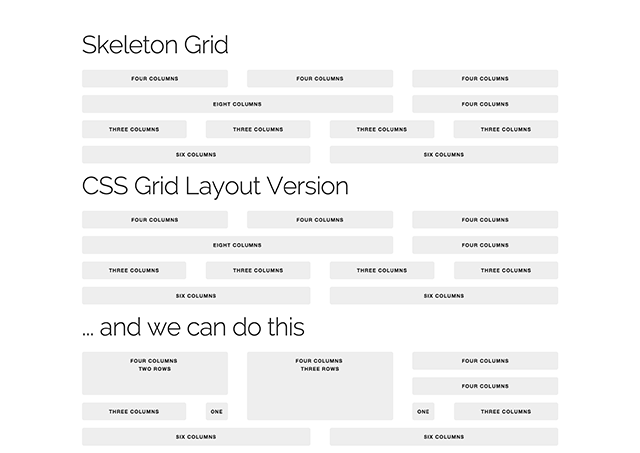 Skeleton Grid
FOUR COLUMNS FOUR COLUMNS FOUR COLUMNS
EIGHT COLUMNS FOUR COLUMNS
THREE COLUMNS THREE COLUMNS THREE COLUMNS THREE COLUMNS
SIX COLUMNS SIX COLUMNS
CSS Grid Layout Version
FOUR COLUMNS FOUR COLUMNS FOUR COLUMNS
EIGHT COLUMNS FOUR COLUMNS
THREE COLUMNS THREE COLUMNS THREE COLUMNS THREE COLUMNS
SIX COLUMNS SIX COLUMNS
... and we can do this
FOUR COLUMNS FOUR COLUMNS FOUR COLUMNS
TWO ROWS THREE ROWS
FOUR COLUMNS
THREE COLUMNS ONE ONE THREE COLUMNS
SIX COLUMNS SIX COLUMNS